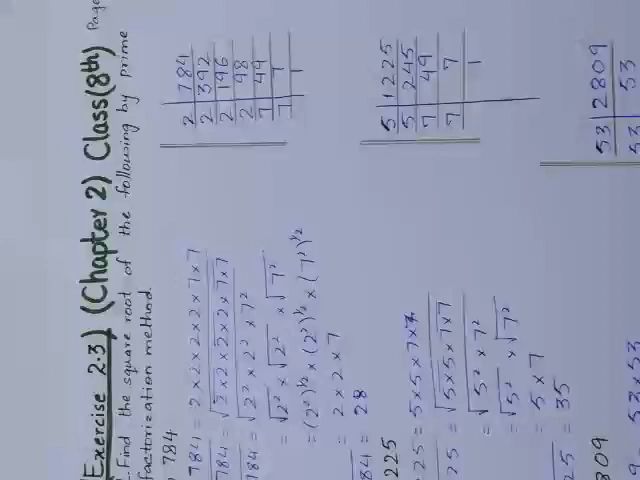 Exercise 2.3) (Chapter 2) Class(8th) Page
. Find the square root of the following by prime
factorization method.
784
784 = 2×2×2×2×7×7
784 = √2×2×2×2×7×7
784 = √2²×2²×7²
= √2² × √2² × √7²
= (2²)^½ × (2²)^½ × (7²)^½
= 2×2×7
84 = 28
2 | 784
2 | 392
2 | 196
2 | 98
7 | 49
7 | 7
1
225
25 = 5×5×7×7
25 = √5×5×7×7
= √5²×7²
= √5² × √7²
= 5×7
25 = 35
5 | 1225
5 | 245
7 | 49
7 | 7
1
809
9 = 53×53
53 | 2809
53 | 53